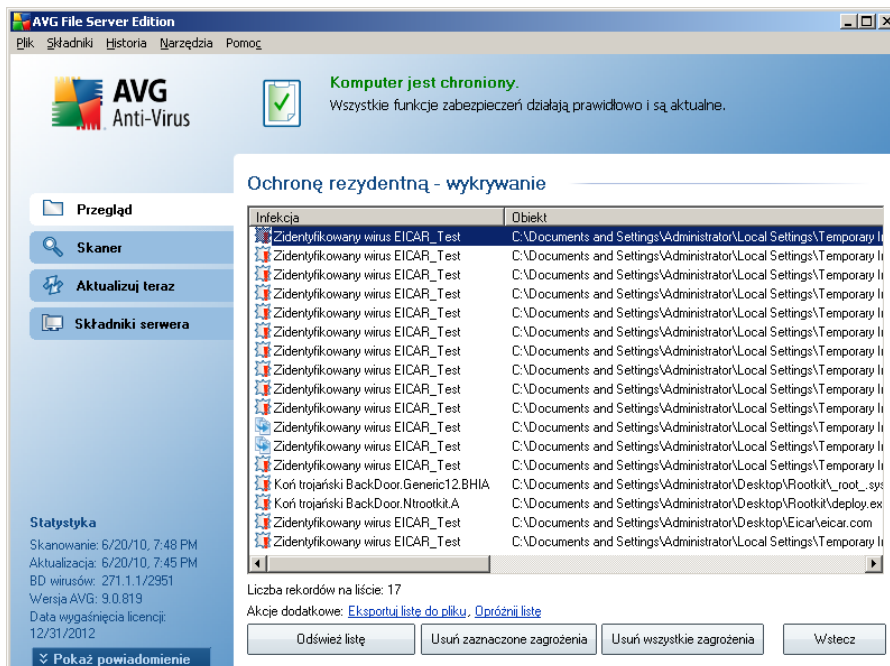 AVG File Server Edition
Plik Składniki Historia Narzędzia Pomoc
AVG
Anti-Virus
Komputer jest chroniony.
Wszystkie funkcje zabezpieczeń działają prawidłowo i są aktualne.
Przegląd
Skaner
Aktualizuj teraz
Składniki serwera
Ochronę rezydentną - wykrywanie
Infekcja Obiekt
Zidentyfikowany wirus EICAR_Test C:\Documents and Settings\Administrator\Local Settings\Temporary I
Zidentyfikowany wirus EICAR_Test C:\Documents and Settings\Administrator\Local Settings\Temporary I
Zidentyfikowany wirus EICAR_Test C:\Documents and Settings\Administrator\Local Settings\Temporary I
Zidentyfikowany wirus EICAR_Test C:\Documents and Settings\Administrator\Local Settings\Temporary I
Zidentyfikowany wirus EICAR_Test C:\Documents and Settings\Administrator\Local Settings\Temporary I
Zidentyfikowany wirus EICAR_Test C:\Documents and Settings\Administrator\Local Settings\Temporary I
Zidentyfikowany wirus EICAR_Test C:\Documents and Settings\Administrator\Local Settings\Temporary I
Zidentyfikowany wirus EICAR_Test C:\Documents and Settings\Administrator\Local Settings\Temporary I
Zidentyfikowany wirus EICAR_Test C:\Documents and Settings\Administrator\Local Settings\Temporary I
Zidentyfikowany wirus EICAR_Test C:\Documents and Settings\Administrator\Local Settings\Temporary I
Zidentyfikowany wirus EICAR_Test C:\Documents and Settings\Administrator\Local Settings\Temporary I
Zidentyfikowany wirus EICAR_Test C:\Documents and Settings\Administrator\Local Settings\Temporary I
Zidentyfikowany wirus EICAR_Test C:\Documents and Settings\Administrator\Local Settings\Temporary I
Koń trojański BackDoor.Generic12.BHIA C:\Documents and Settings\Administrator\Desktop\Rootkit\_root_.sys
Koń trojański BackDoor.Ntrootkit.A C:\Documents and Settings\Administrator\Desktop\Rootkit\deploy.ex
Zidentyfikowany wirus EICAR_Test C:\Documents and Settings\Administrator\Desktop\Eicar\eicar.com
Zidentyfikowany wirus EICAR_Test C:\Documents and Settings\Administrator\Local Settings\Temporary I
Liczba rekordów na liście: 17
Akcje dodatkowe: Eksportuj listę do pliku, Opróżnij listę
Odśwież listę Usuń zaznaczone zagrożenia Usuń wszystkie zagrożenia Wstecz
Statystyka
Skanowanie: 6/20/10, 7:48 PM
Aktualizacja: 6/20/10, 7:45 PM
BD wirusów: 271.1.1/2951
Wersja AVG: 9.0.819
Data wygaśnięcia licencji:
12/31/2012
Pokaż powiadomienie